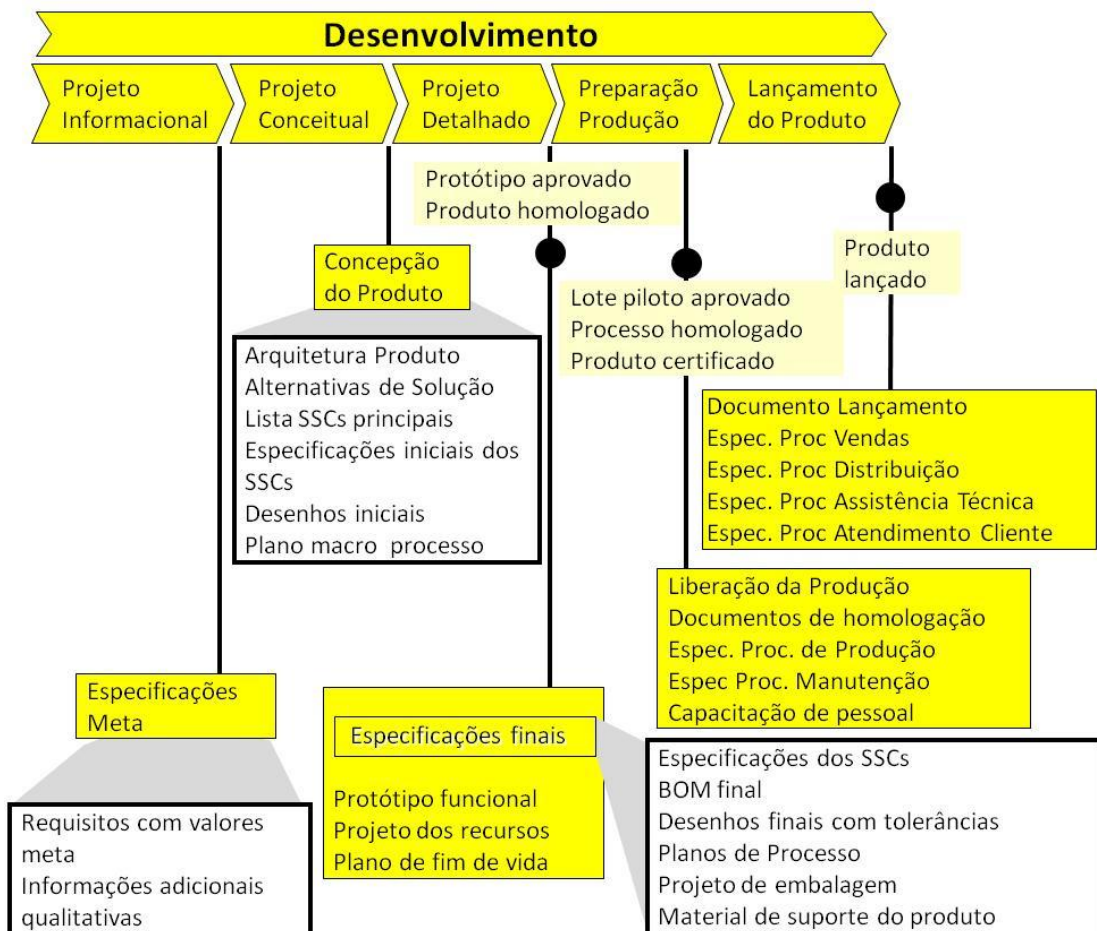 Desenvolvimento
Projeto
Informacional
Projeto
Conceitual
Projeto
Detalhado
Preparação
Produção
Lançamento
do Produto
Protótipo aprovado
Produto homologado
Concepção
do Produto
Produto
lançado
Lote piloto aprovado
Processo homologado
Produto certificado
Arquitetura Produto
Alternativas de Solução
Lista SSCs principais
Especificações iniciais dos
SSCs
Desenhos iniciais
Plano macro processo
Documento Lançamento
Espec. Proc Vendas
Espec. Proc Distribuição
Espec. Proc Assistência Técnica
Espec. Proc Atendimento Cliente
Liberação da Produção
Documentos de homologação
Espec. Proc. de Produção
Espec Proc. Manutenção
Capacitação de pessoal
Especificações
Meta
Especificações finais
Protótipo funcional
Projeto dos recursos
Plano de fim de vida
Requisitos com valores
meta
Informações adicionais
qualitativas
Especificações dos SSCs
BOM final
Desenhos finais com tolerâncias
Planos de Processo
Projeto de embalagem
Material de suporte do produto